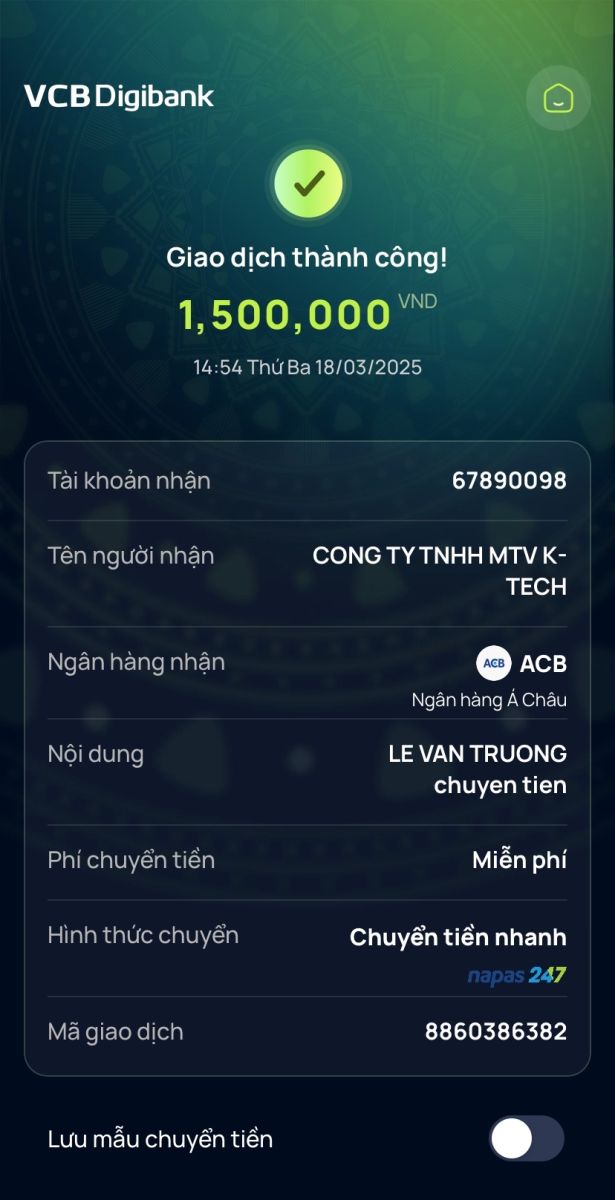 VCB Digibank
Giao dịch thành công!
1,500,000 VND
14:54 Thứ Ba 18/03/2025
Tài khoản nhận 67890098
Tên người nhận CONG TY TNHH MTV K-
TECH
Ngân hàng nhận ACB ACB
Ngân hàng Á Châu
Nội dung LE VAN TRUONG
chuyen tien
Phí chuyển tiền Miễn phí
Hình thức chuyển Chuyển tiền nhanh
napas 247
Mã giao dịch 8860386382
Lưu mẫu chuyển tiền